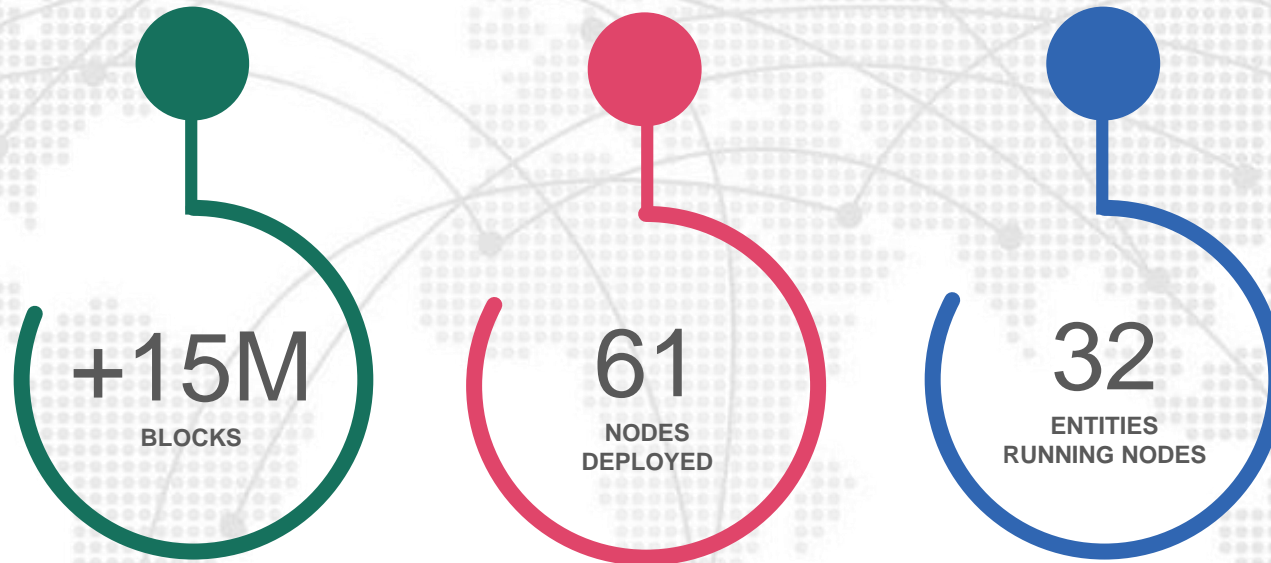 +15M
BLOCKS
61
NODES
DEPLOYED
32
ENTITIES
RUNNING NODES